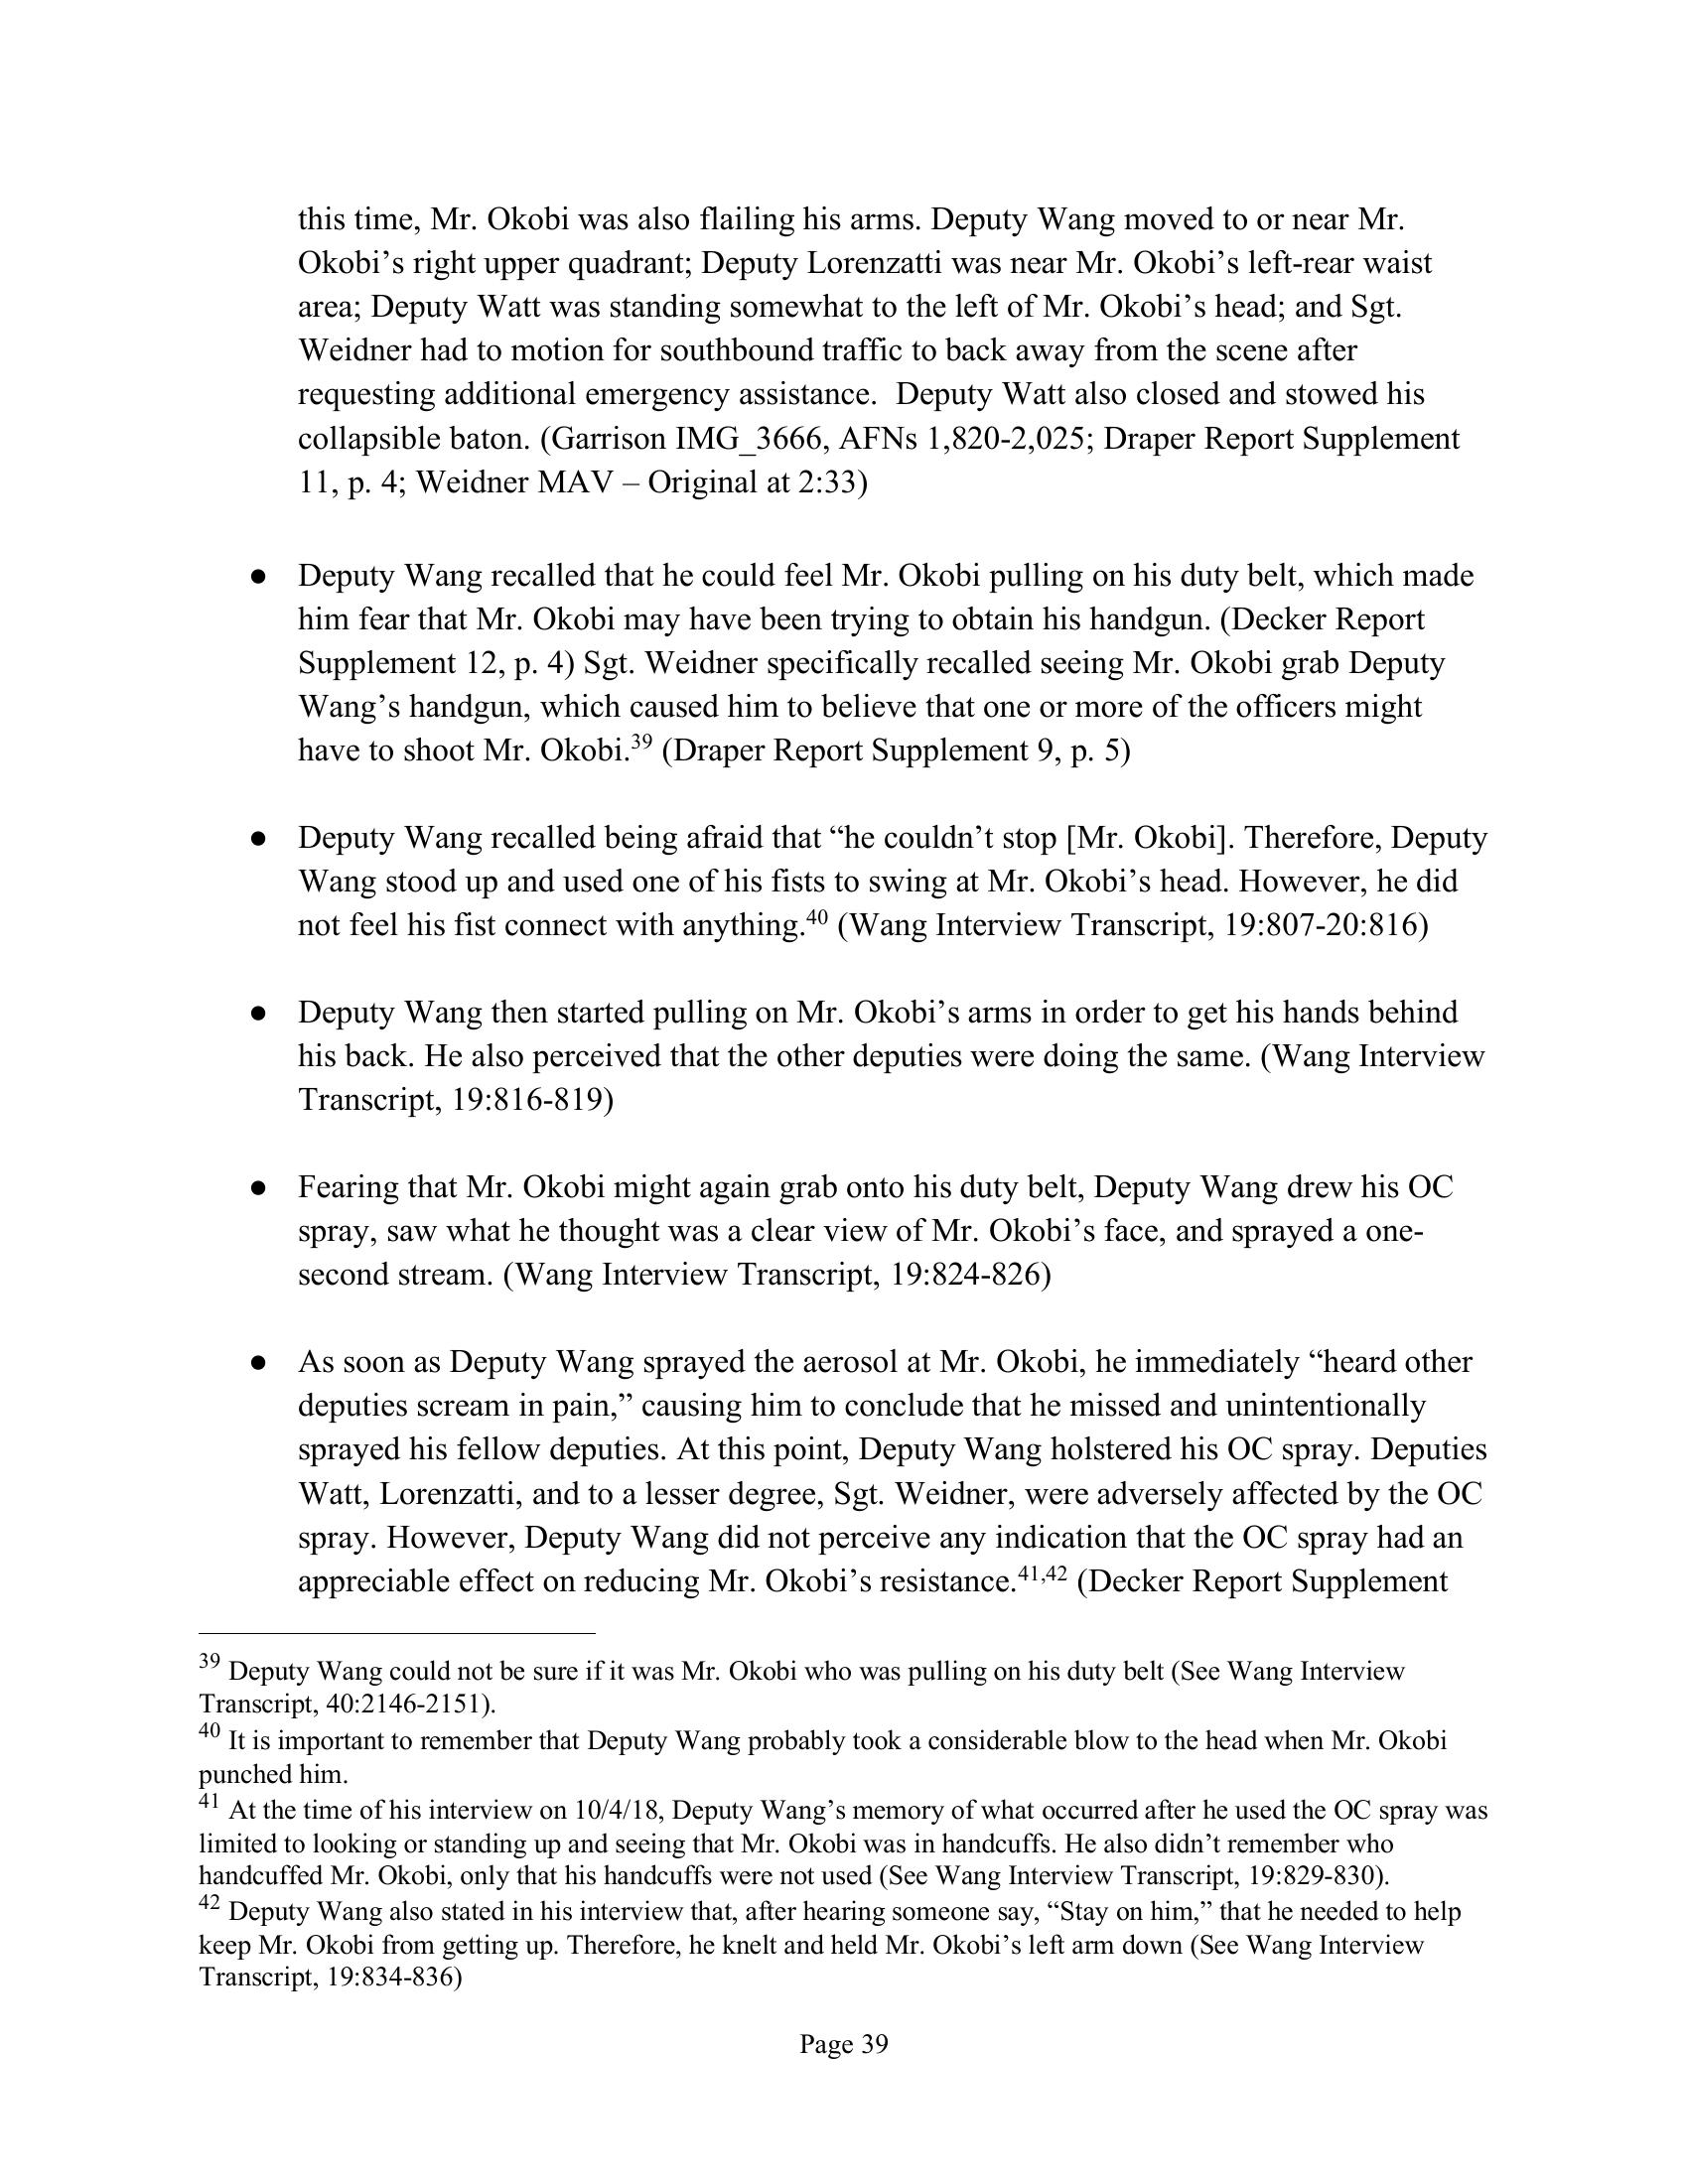 this time, Mr. Okobi was also flailing his arms. Deputy Wang moved to or near Mr.
Okobi’s right upper quadrant; Deputy Lorenzatti was near Mr. Okobi’s left-rear waist
area; Deputy Watt was standing somewhat to the left of Mr. Okobi’s head; and Sgt.
Weidner had to motion for southbound traffic to back away from the scene after
requesting additional emergency assistance.  Deputy Watt also closed and stowed his
collapsible baton. (Garrison IMG_3666, AFNs 1,820-2,025; Draper Report Supplement
11, p. 4; Weidner MAV – Original at 2:33)
● Deputy Wang recalled that he could feel Mr. Okobi pulling on his duty belt, which made
him fear that Mr. Okobi may have been trying to obtain his handgun. (Decker Report
Supplement 12, p. 4) Sgt. Weidner specifically recalled seeing Mr. Okobi grab Deputy
Wang’s handgun, which caused him to believe that one or more of the officers might
have to shoot Mr. Okobi.39 (Draper Report Supplement 9, p. 5)
● Deputy Wang recalled being afraid that “he couldn’t stop [Mr. Okobi]. Therefore, Deputy
Wang stood up and used one of his fists to swing at Mr. Okobi’s head. However, he did
not feel his fist connect with anything.40 (Wang Interview Transcript, 19:807-20:816)
● Deputy Wang then started pulling on Mr. Okobi’s arms in order to get his hands behind
his back. He also perceived that the other deputies were doing the same. (Wang Interview
Transcript, 19:816-819)
● Fearing that Mr. Okobi might again grab onto his duty belt, Deputy Wang drew his OC
spray, saw what he thought was a clear view of Mr. Okobi’s face, and sprayed a one-
second stream. (Wang Interview Transcript, 19:824-826)
● As soon as Deputy Wang sprayed the aerosol at Mr. Okobi, he immediately “heard other
deputies scream in pain,” causing him to conclude that he missed and unintentionally
sprayed his fellow deputies. At this point, Deputy Wang holstered his OC spray. Deputies
Watt, Lorenzatti, and to a lesser degree, Sgt. Weidner, were adversely affected by the OC
spray. However, Deputy Wang did not perceive any indication that the OC spray had an
appreciable effect on reducing Mr. Okobi’s resistance.41,42 (Decker Report Supplement
39 Deputy Wang could not be sure if it was Mr. Okobi who was pulling on his duty belt (See Wang Interview
Transcript, 40:2146-2151).
40 It is important to remember that Deputy Wang probably took a considerable blow to the head when Mr. Okobi
punched him.
41 At the time of his interview on 10/4/18, Deputy Wang’s memory of what occurred after he used the OC spray was
limited to looking or standing up and seeing that Mr. Okobi was in handcuffs. He also didn’t remember who
handcuffed Mr. Okobi, only that his handcuffs were not used (See Wang Interview Transcript, 19:829-830).
42 Deputy Wang also stated in his interview that, after hearing someone say, “Stay on him,” that he needed to help
keep Mr. Okobi from getting up. Therefore, he knelt and held Mr. Okobi’s left arm down (See Wang Interview
Transcript, 19:834-836)
Page 39